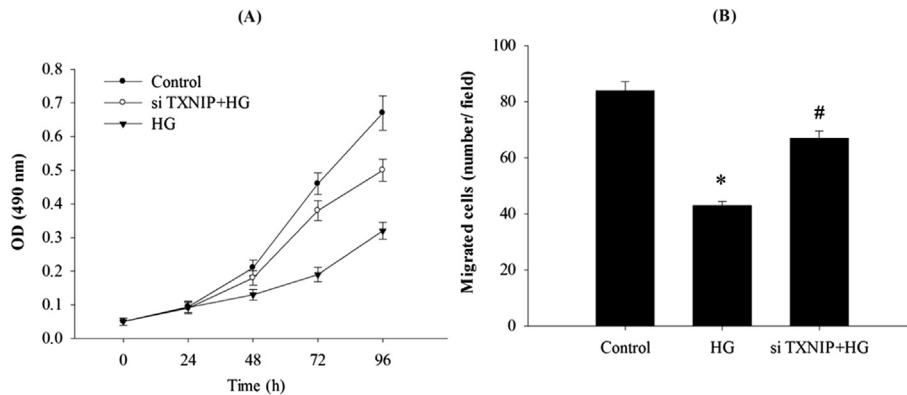 (A)
0.8
0.7
0.6
0.5
0.4
0.3
0.2
0.1
0.0
OD (490 nm)
Control
si TXNIP+HG
HG
0 24 48 72 96
Time (h)
(B)
100
80
60
40
20
0
Migrated cells (number/ field)
*
#
Control HG si TXNIP+HG